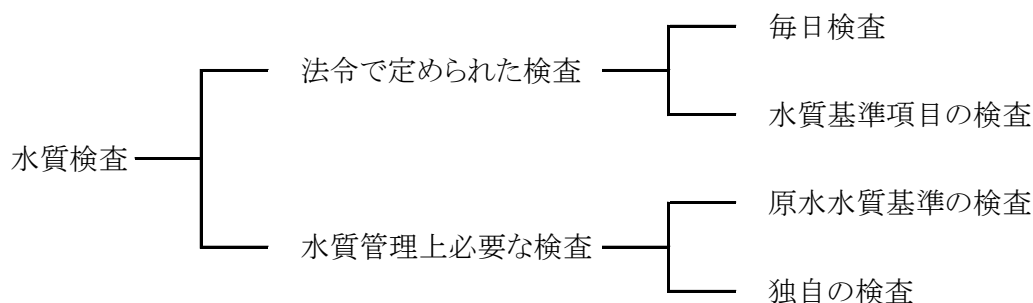 毎日検査
法令で定められた検査
水質基準項目の検査
水質検査
原水水質基準の検査
水質管理上必要な検査
独自の検査